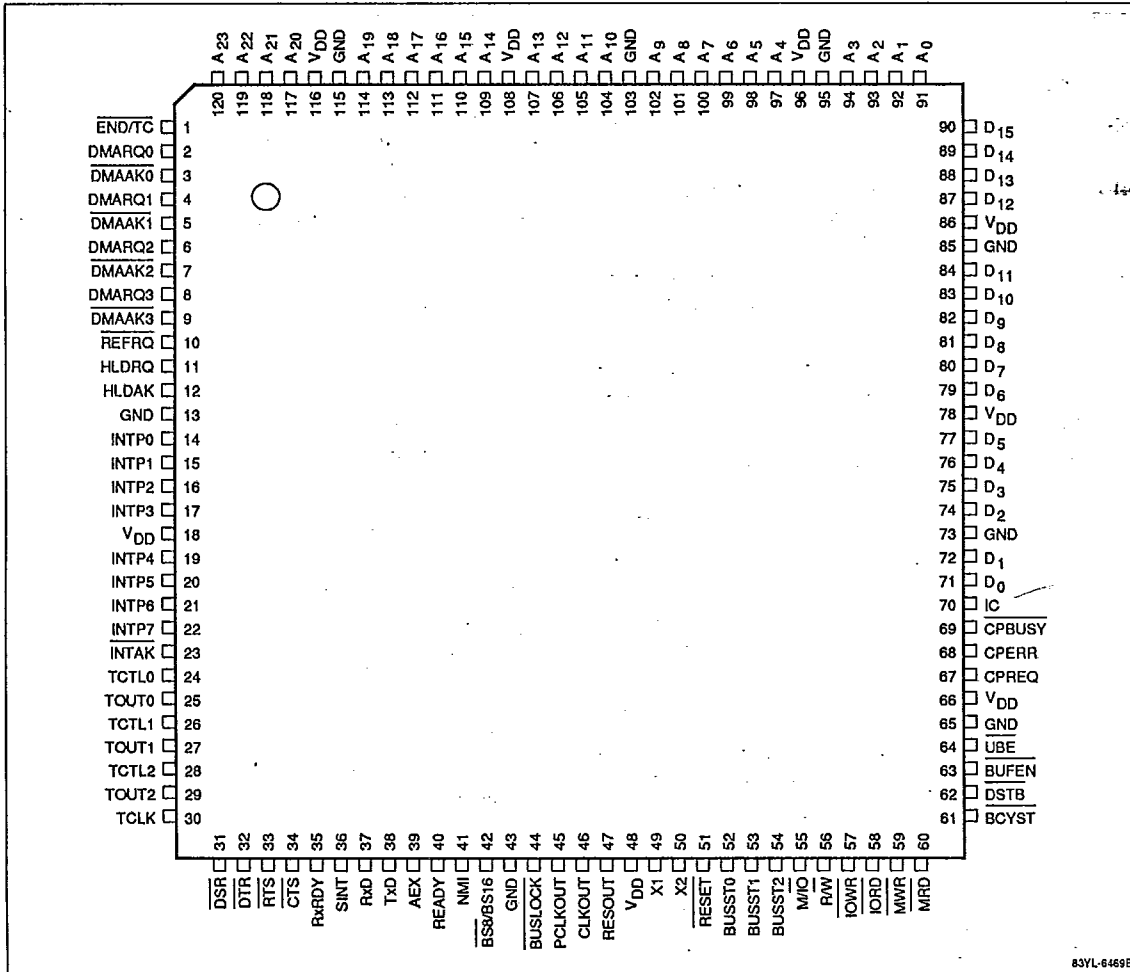 A23 A22 A21 A20 VDD GND A19 A18 A17 A16 A15 A14 VDD A13 A12 A11 A10 GND A9 A8 A7 A6 A5 A4 VDD GND A3 A2 A1 A0
120 119 118 117 116 115 114 113 112 111 110 109 108 107 106 105 104 103 102 101 100 99 98 97 96 95 94 93 92 91
END/TC 1
DMARQ0 2
DMAAK0 3
DMARQ1 4
DMAAK1 5
DMARQ2 6
DMAAK2 7
DMARQ3 8
DMAAK3 9
REFRQ 10
HLDRQ 11
HLDAK 12
GND 13
INTP0 14
INTP1 15
INTP2 16
INTP3 17
VDD 18
INTP4 19
INTP5 20
INTP6 21
INTP7 22
INTAK 23
TCTL0 24
TOUT0 25
TCTL1 26
TOUT1 27
TCTL2 28
TOUT2 29
TCLK 30
90 D15
89 D14
88 D13
87 D12
86 VDD
85 GND
84 D11
83 D10
82 D9
81 D8
80 D7
79 D6
78 VDD
77 D5
76 D4
75 D3
74 D2
73 GND
72 D1
71 D0
70 IC
69 CPBUSY
68 CPERR
67 CPREQ
66 VDD
65 GND
64 UBE
63 BUFEN
62 DSTB
61 BCYST
31 32 33 34 35 36 37 38 39 40 41 42 43 44 45 46 47 48 49 50 51 52 53 54 55 56 57 58 59 60
DSR DTR RTS CTS RxRDY SINT RxD TxD AEX READY NMI BS8/BS16 GND BUSLOCK PCLKOUT CLKOUT RESOUT VDD X1 X2 RESET BUSST0 BUSST1 BUSST2 M/IO R/W IOWR IORD MWR MRD
83YL-6469B